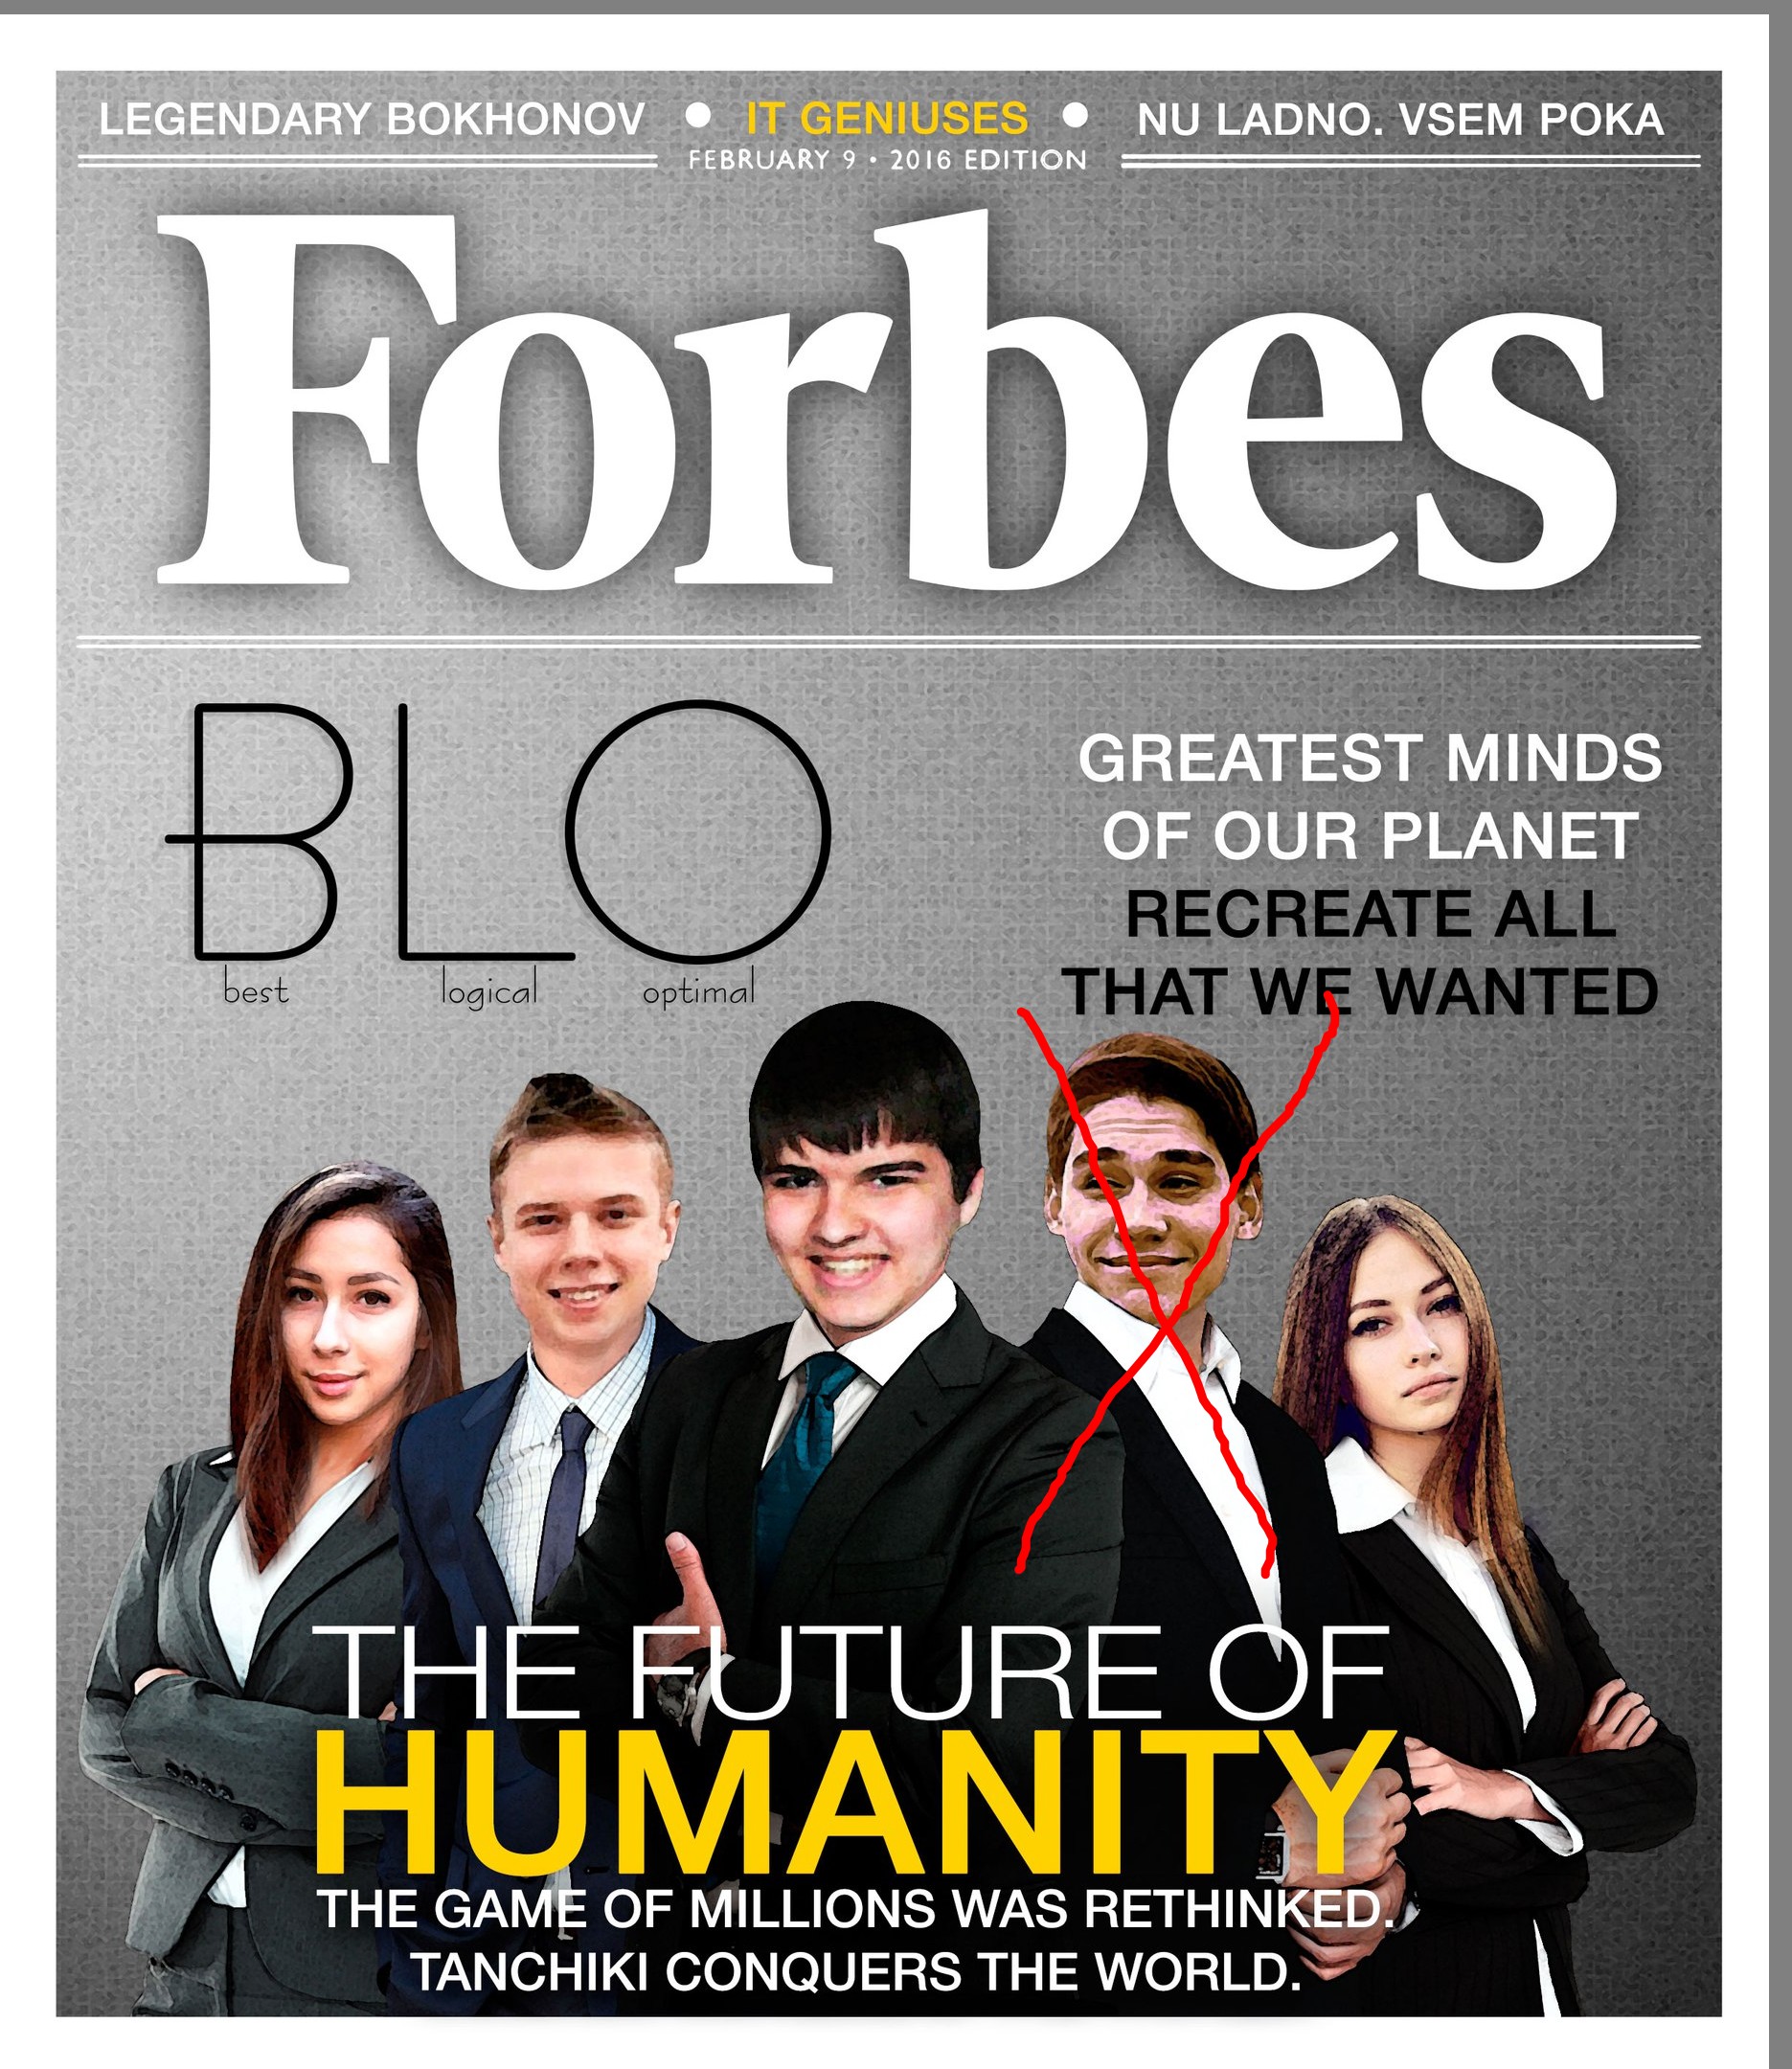 LEGENDARY BOKHONOV • IT GENIUSES • NU LADNO. VSEM POKA
FEBRUARY 9 • 2016 EDITION
Forbes
BLO
best logical optimal
GREATEST MINDS
OF OUR PLANET
RECREATE ALL
THAT WE WANTED
THE FUTURE OF
HUMANITY
THE GAME OF MILLIONS WAS RETHINKED.
TANCHIKI CONQUERS THE WORLD.